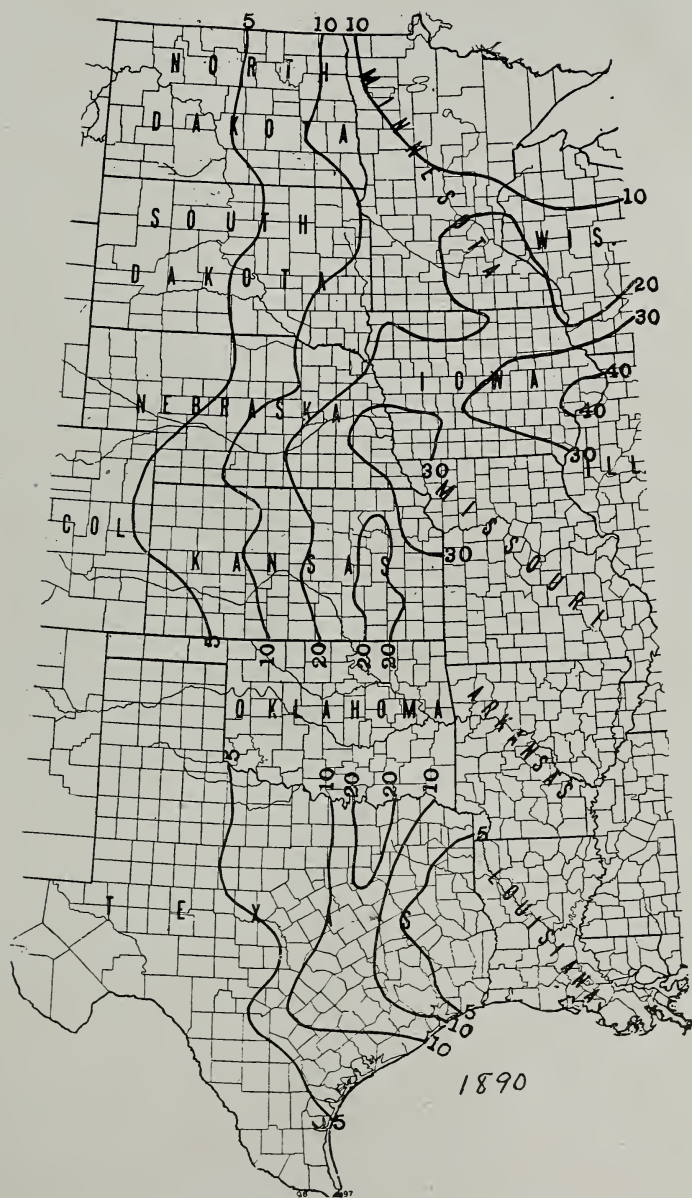 5 10 10
NORTH
MINNESOTA
DAKOTA
10
SOUTH
WIS.
DAKOTA
20
30
IOWA
40
NEBRASKA
40
30
30
ILL
MISSOURI
COL
KANSAS
30
5 10 20 20 20
OKLAHOMA
ARKANSAS
5
10 20 20 10
5
LOUISIANA
TEXAS
5
10
10
1890
5